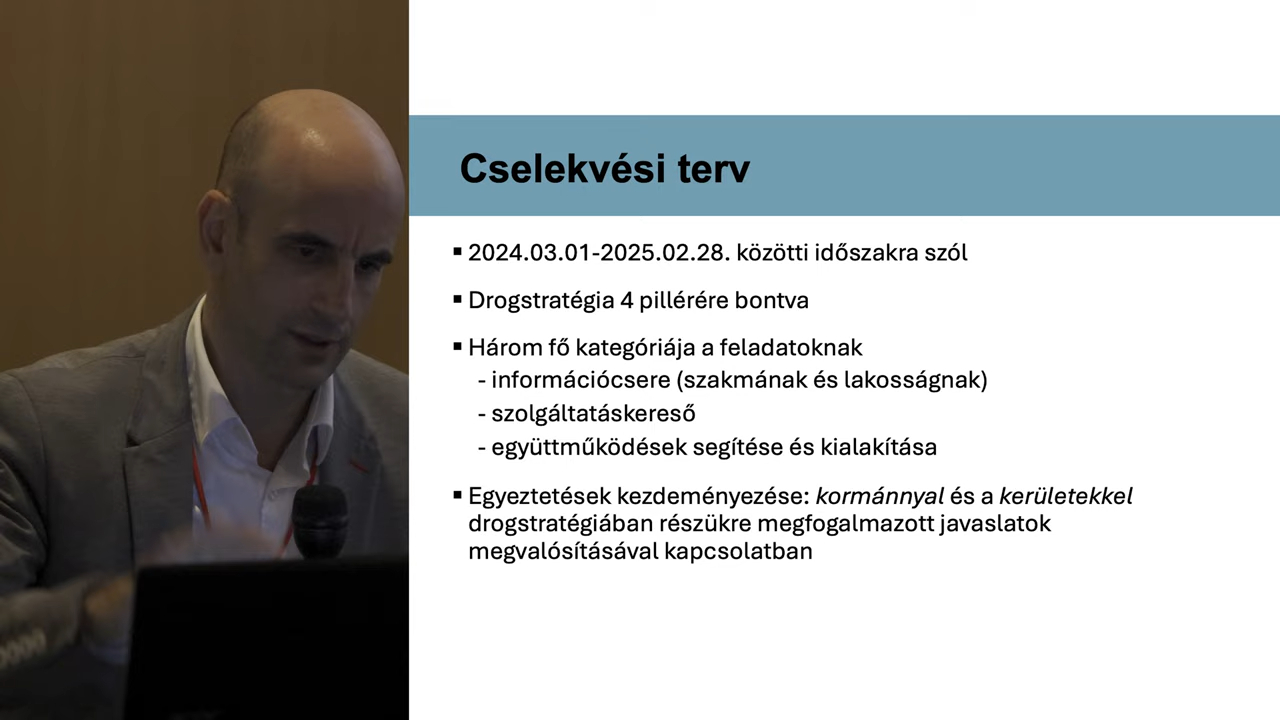 Cselekvési terv
▪ 2024.03.01-2025.02.28. közötti időszakra szól
▪ Drogstratégia 4 pillérére bontva
▪ Három fő kategóriája a feladatoknak
- információcsere (szakmának és lakosságnak)
- szolgáltatáskereső
- együttműködések segítése és kialakítása
▪ Egyeztetések kezdeményezése: kormánnyal és a kerületekkel
drogstratégiában részükre megfogalmazott javaslatok
megvalósításával kapcsolatban